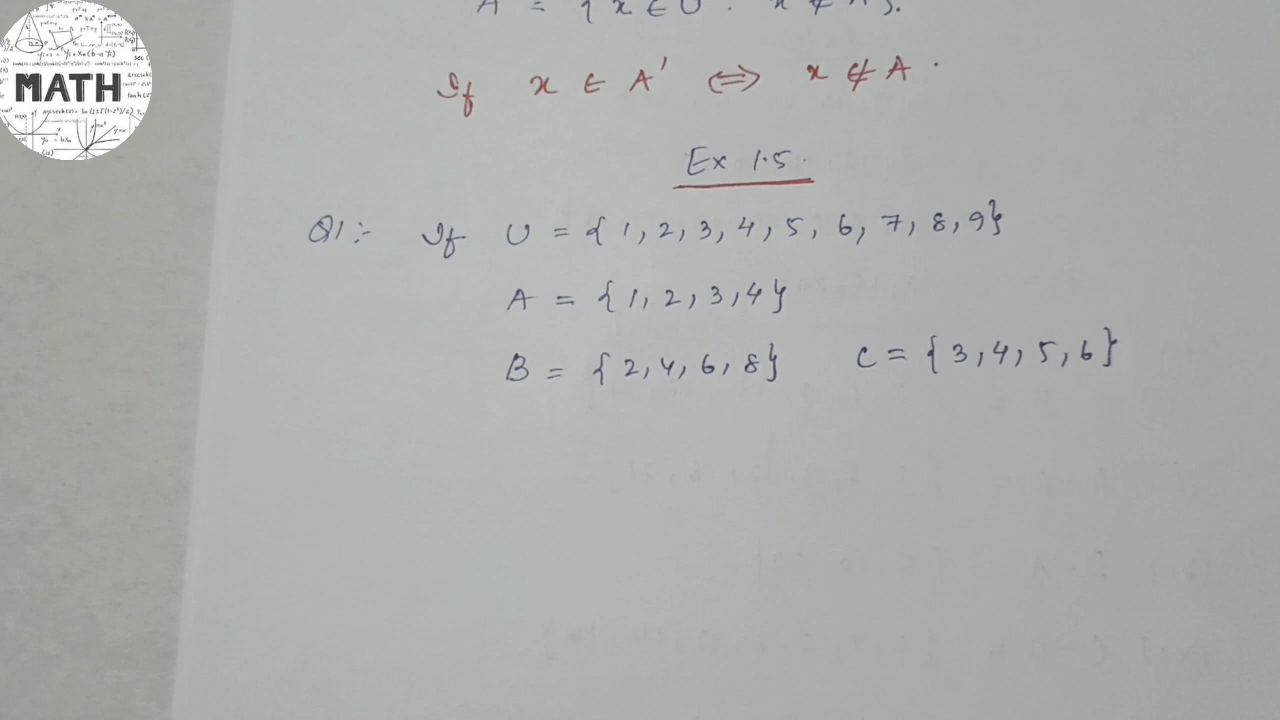 MATH
If x ∈ A' ⟺ x ∉ A .
Ex 1.5.
Q1:- If U = { 1, 2, 3, 4, 5, 6, 7, 8, 9}
A = { 1, 2, 3, 4}
B = { 2, 4, 6, 8} C = { 3, 4, 5, 6}